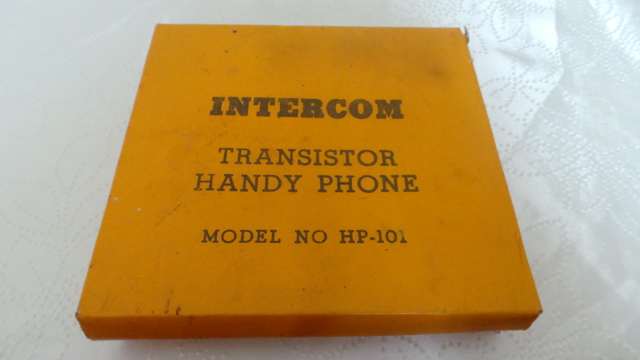 INTERCOM
TRANSISTOR
HANDY PHONE
MODEL NO HP-101